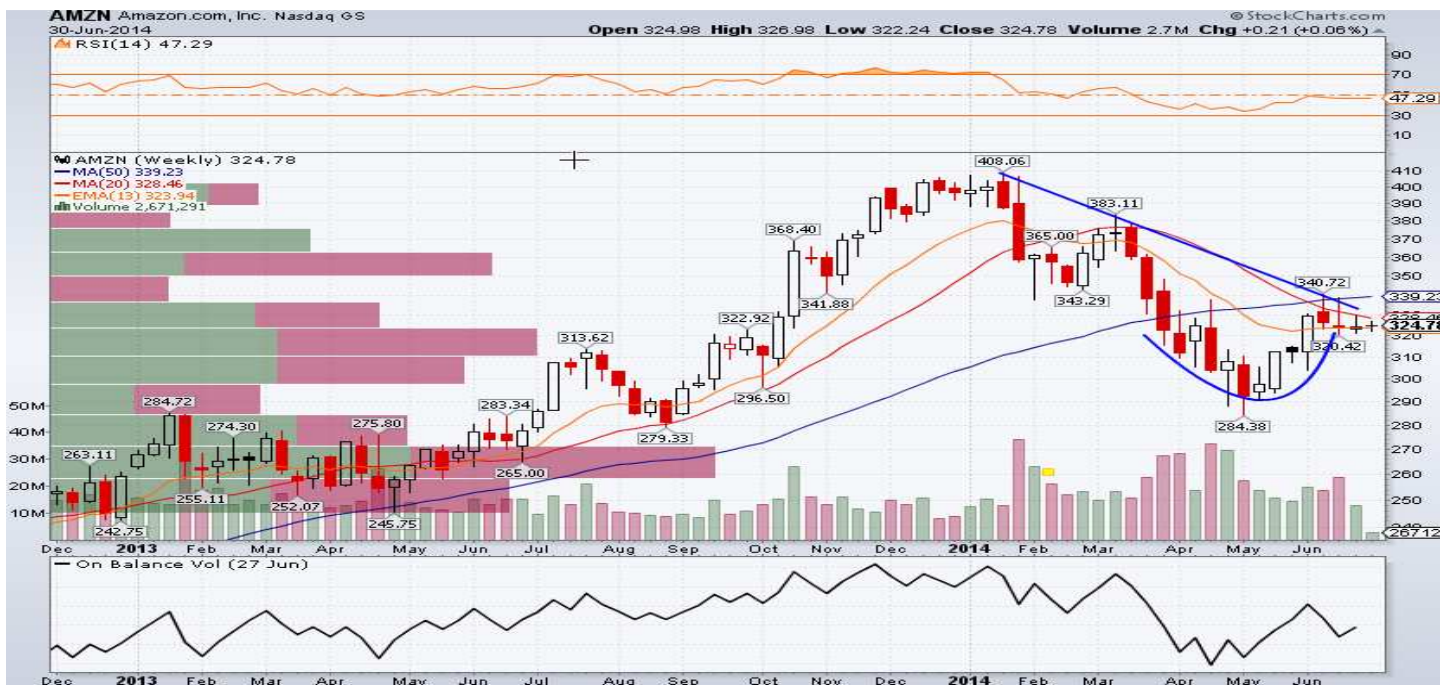 AMZN Amazon.com, Inc. Nasdaq GS © StockCharts.com
30-Jun-2014 Open 324.98 High 326.98 Low 322.24 Close 324.78 Volume 2.7M Chg +0.21 (+0.06%)
RSI(14) 47.29
90
70
47.29
30
10
AMZN (Weekly) 324.78
MA(50) 339.23
MA(20) 328.46
EMA(13) 323.94
Volume 2,671,291
408.06
410
400
390
383.11
380
368.40
365.00
370
360
350
341.88
343.29
340.72
339.23
324.78
322.92
320.42
320
313.62
310
300
296.50
290
284.72
283.34
284.38
279.33
280
274.30
275.80
270
263.11
265.00
260
255.11
252.07
250
242.75
245.75
240
50M
40M
30M
20M
10M
26712
Dec 2013 Feb Mar Apr May Jun Jul Aug Sep Oct Nov Dec 2014 Feb Mar Apr May Jun
On Balance Vol (27 Jun)
Dec 2013 Feb Mar Apr May Jun Jul Aug Sep Oct Nov Dec 2014 Feb Mar Apr May Jun